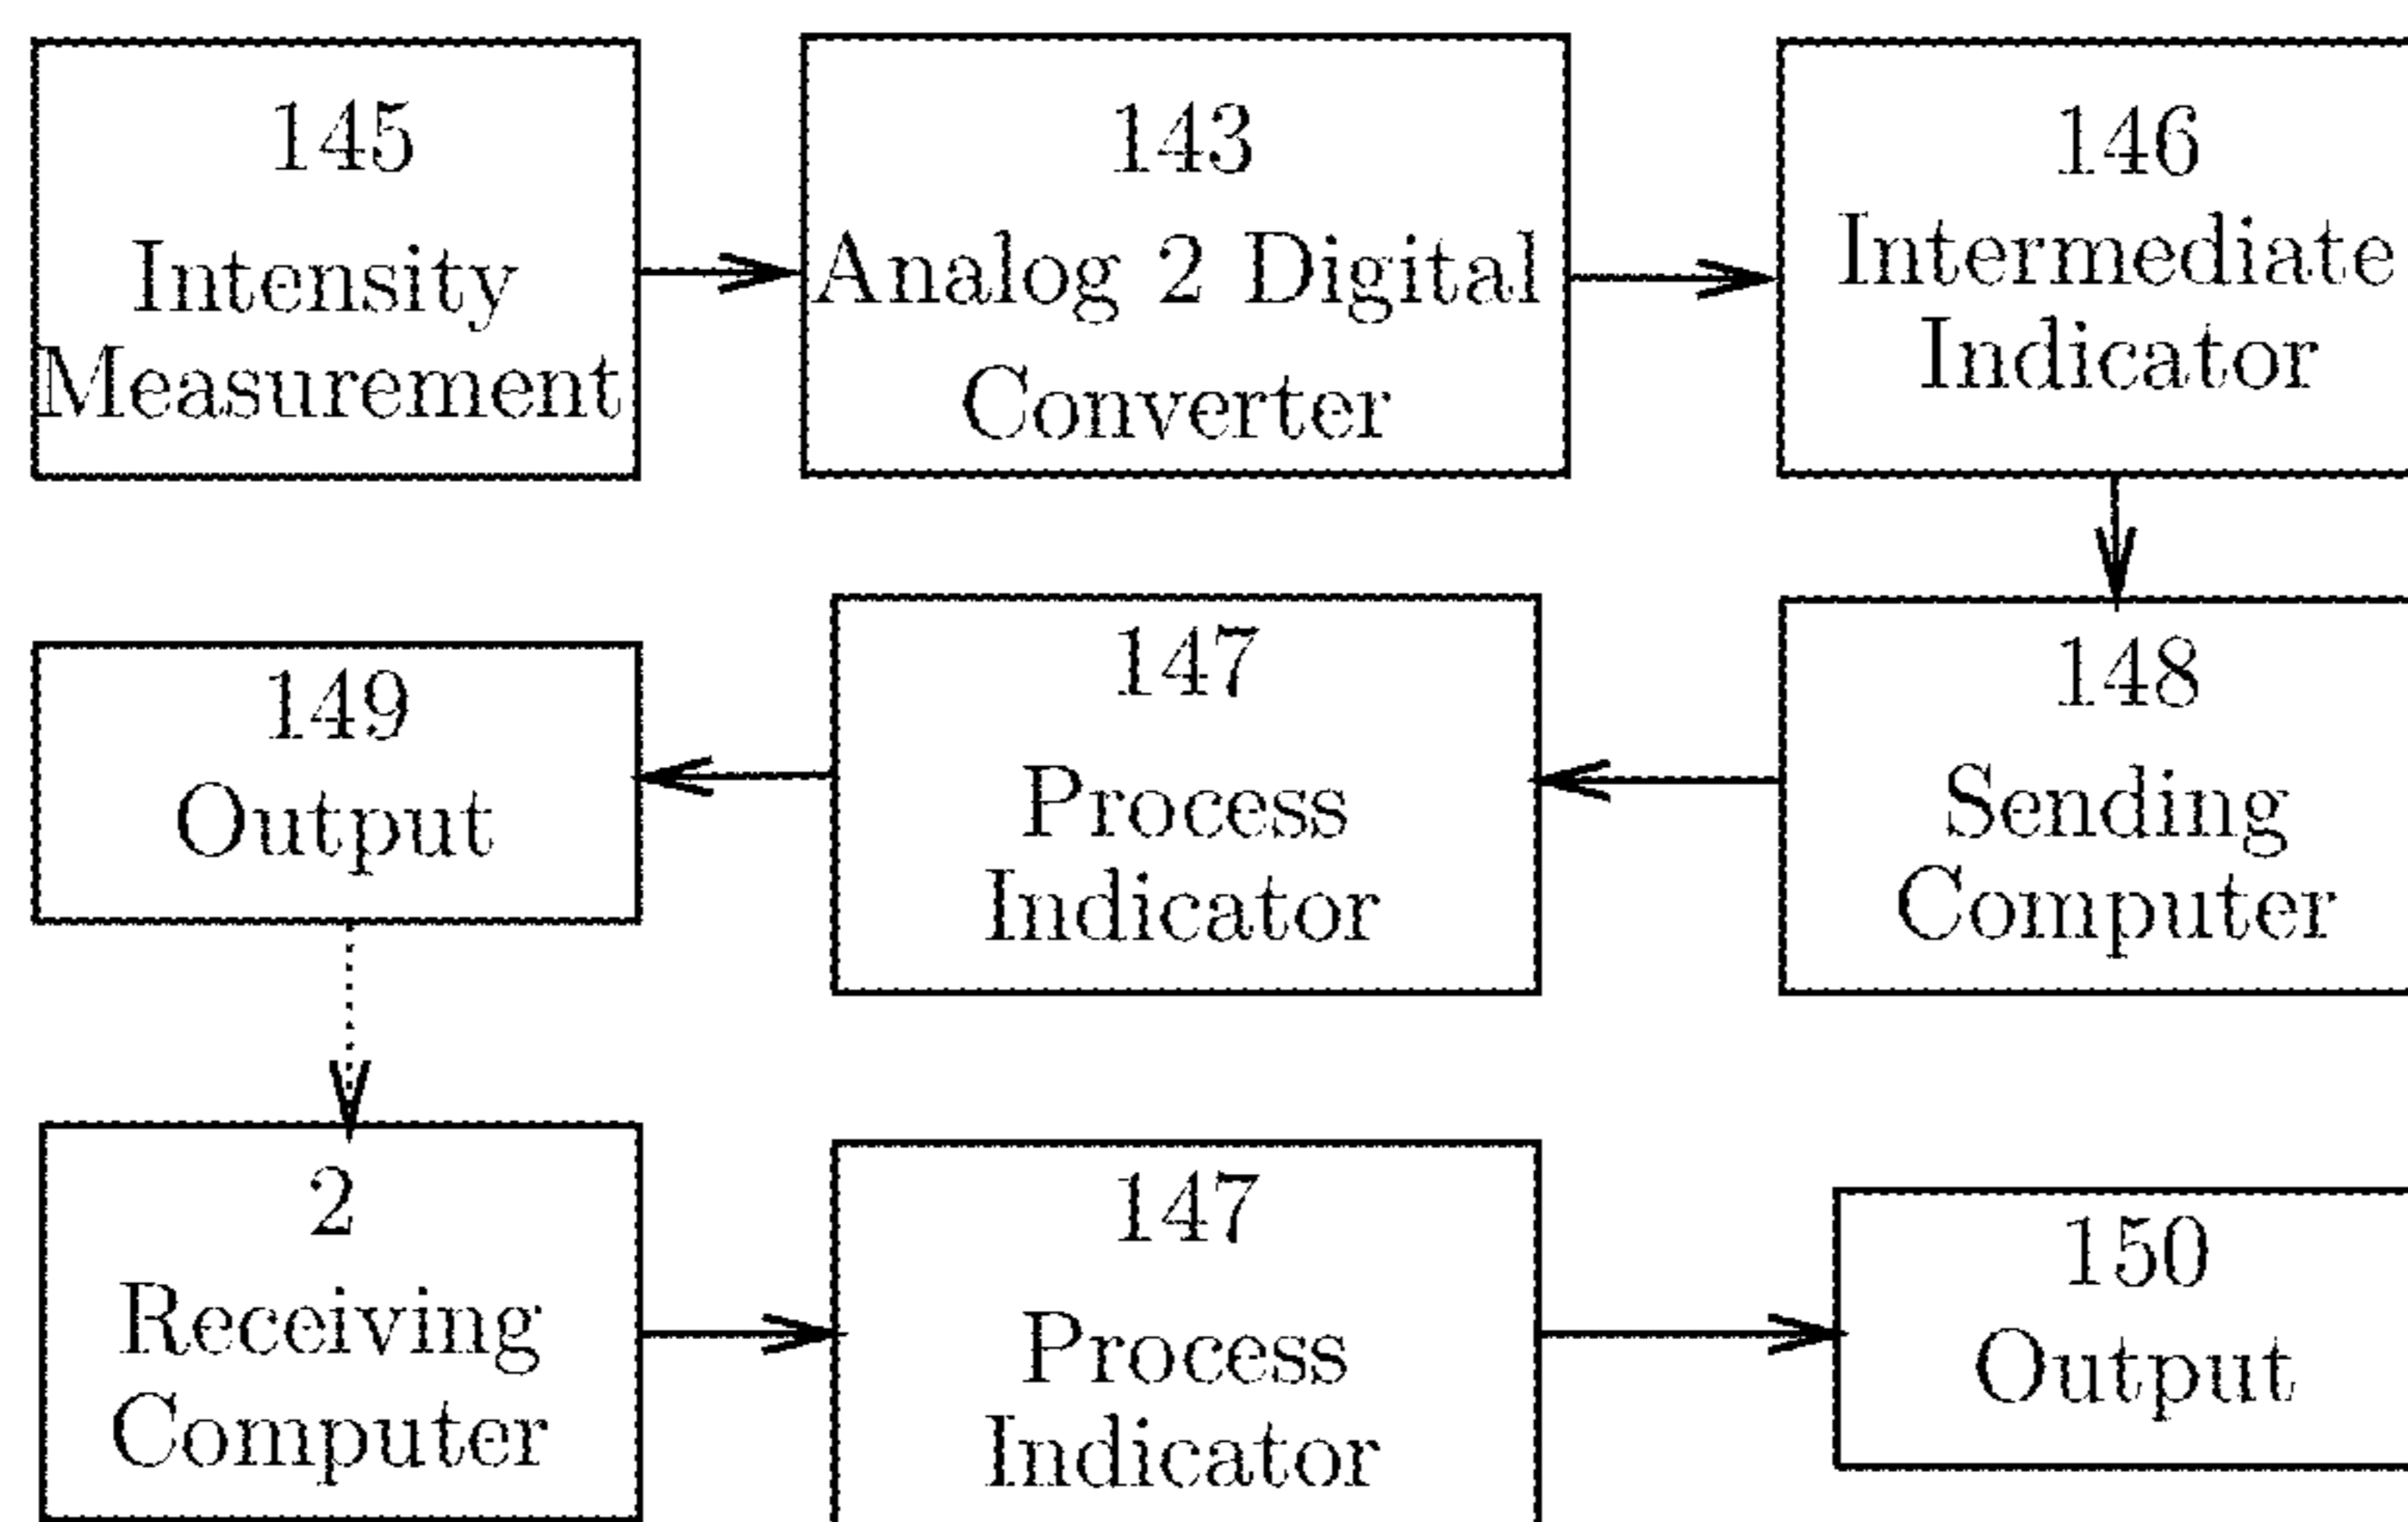 145
Intensity
Measurement
143
Analog 2 Digital
Converter
146
Intermediate
Indicator
149
Output
147
Process
Indicator
148
Sending
Computer
2
Receiving
Computer
147
Process
Indicator
150
Output